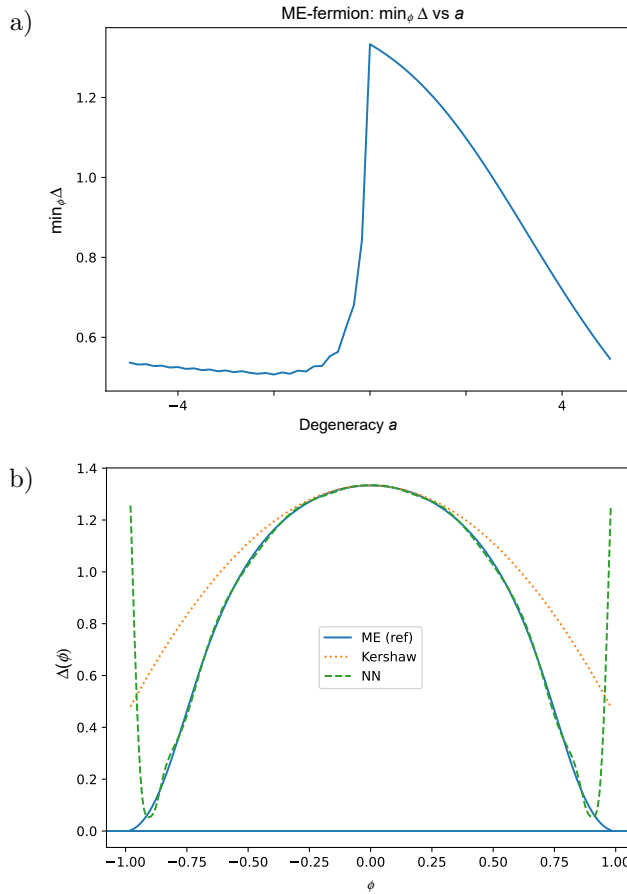 a)
ME-fermion: min𝜙 Δ vs a
1.2
1.0
0.8
0.6
min𝜙 Δ
−4
4
Degeneracy a
b)
1.4
1.2
1.0
0.8
0.6
0.4
0.2
0.0
Δ(𝜙)
ME (ref)
Kershaw
NN
−1.00
−0.75
−0.50
−0.25
0.00
0.25
0.50
0.75
1.00
𝜙